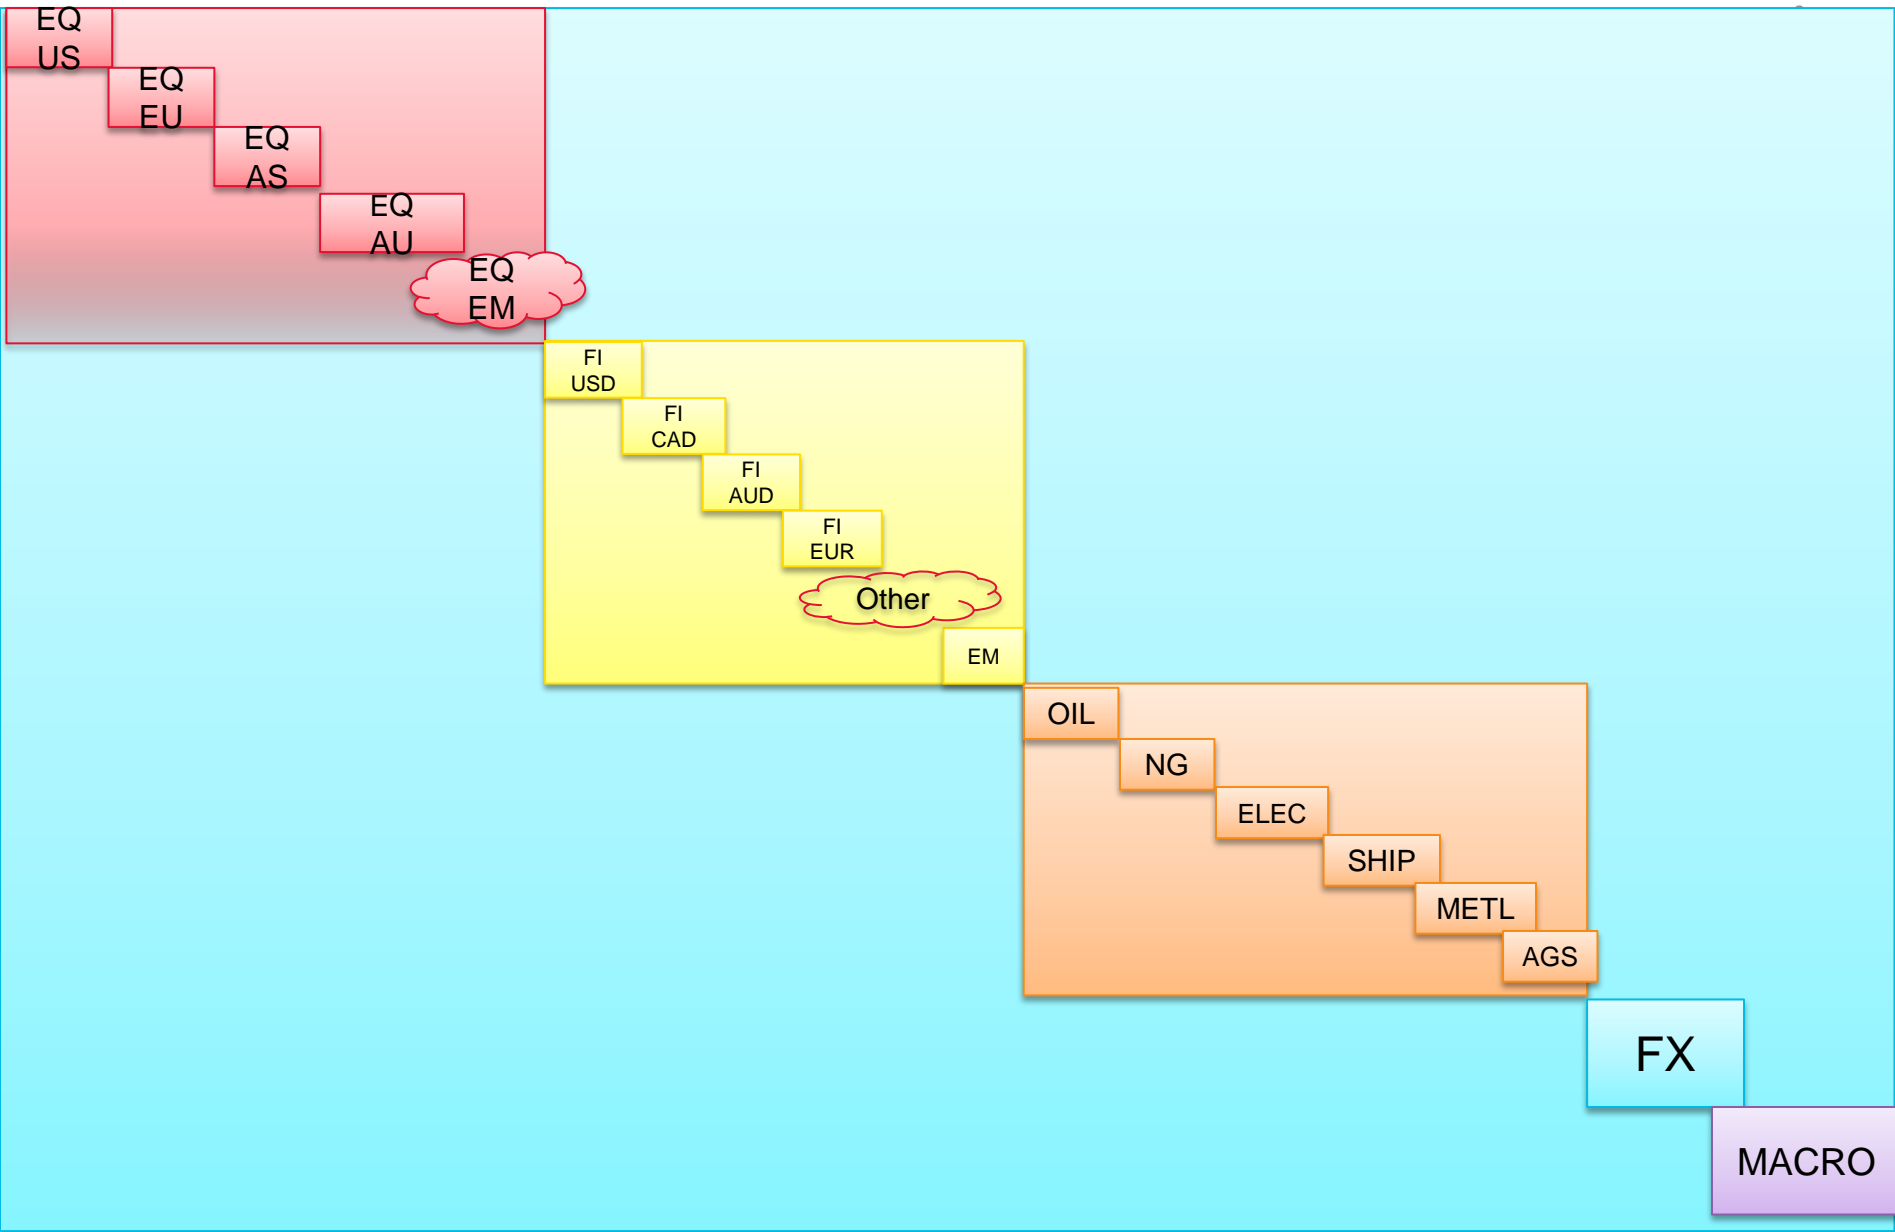 EQ
US
EQ
EU
EQ
AS
EQ
AU
EQ
EM
FI
USD
FI
CAD
FI
AUD
FI
EUR
Other
EM
OIL
NG
ELEC
SHIP
METL
AGS
FX
MACRO